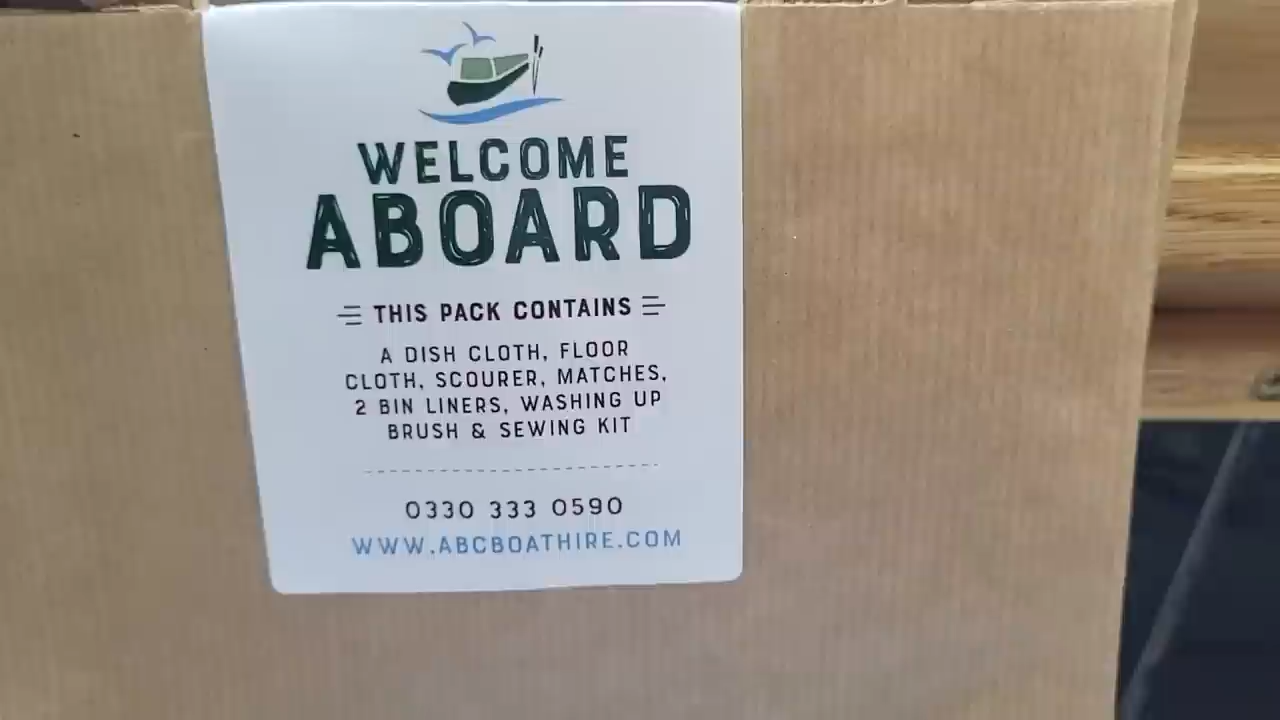 WELCOME
ABOARD
THIS PACK CONTAINS
A DISH CLOTH, FLOOR
CLOTH, SCOURER, MATCHES,
2 BIN LINERS, WASHING UP
BRUSH & SEWING KIT
0330 333 0590
WWW.ABCBOATHIRE.COM